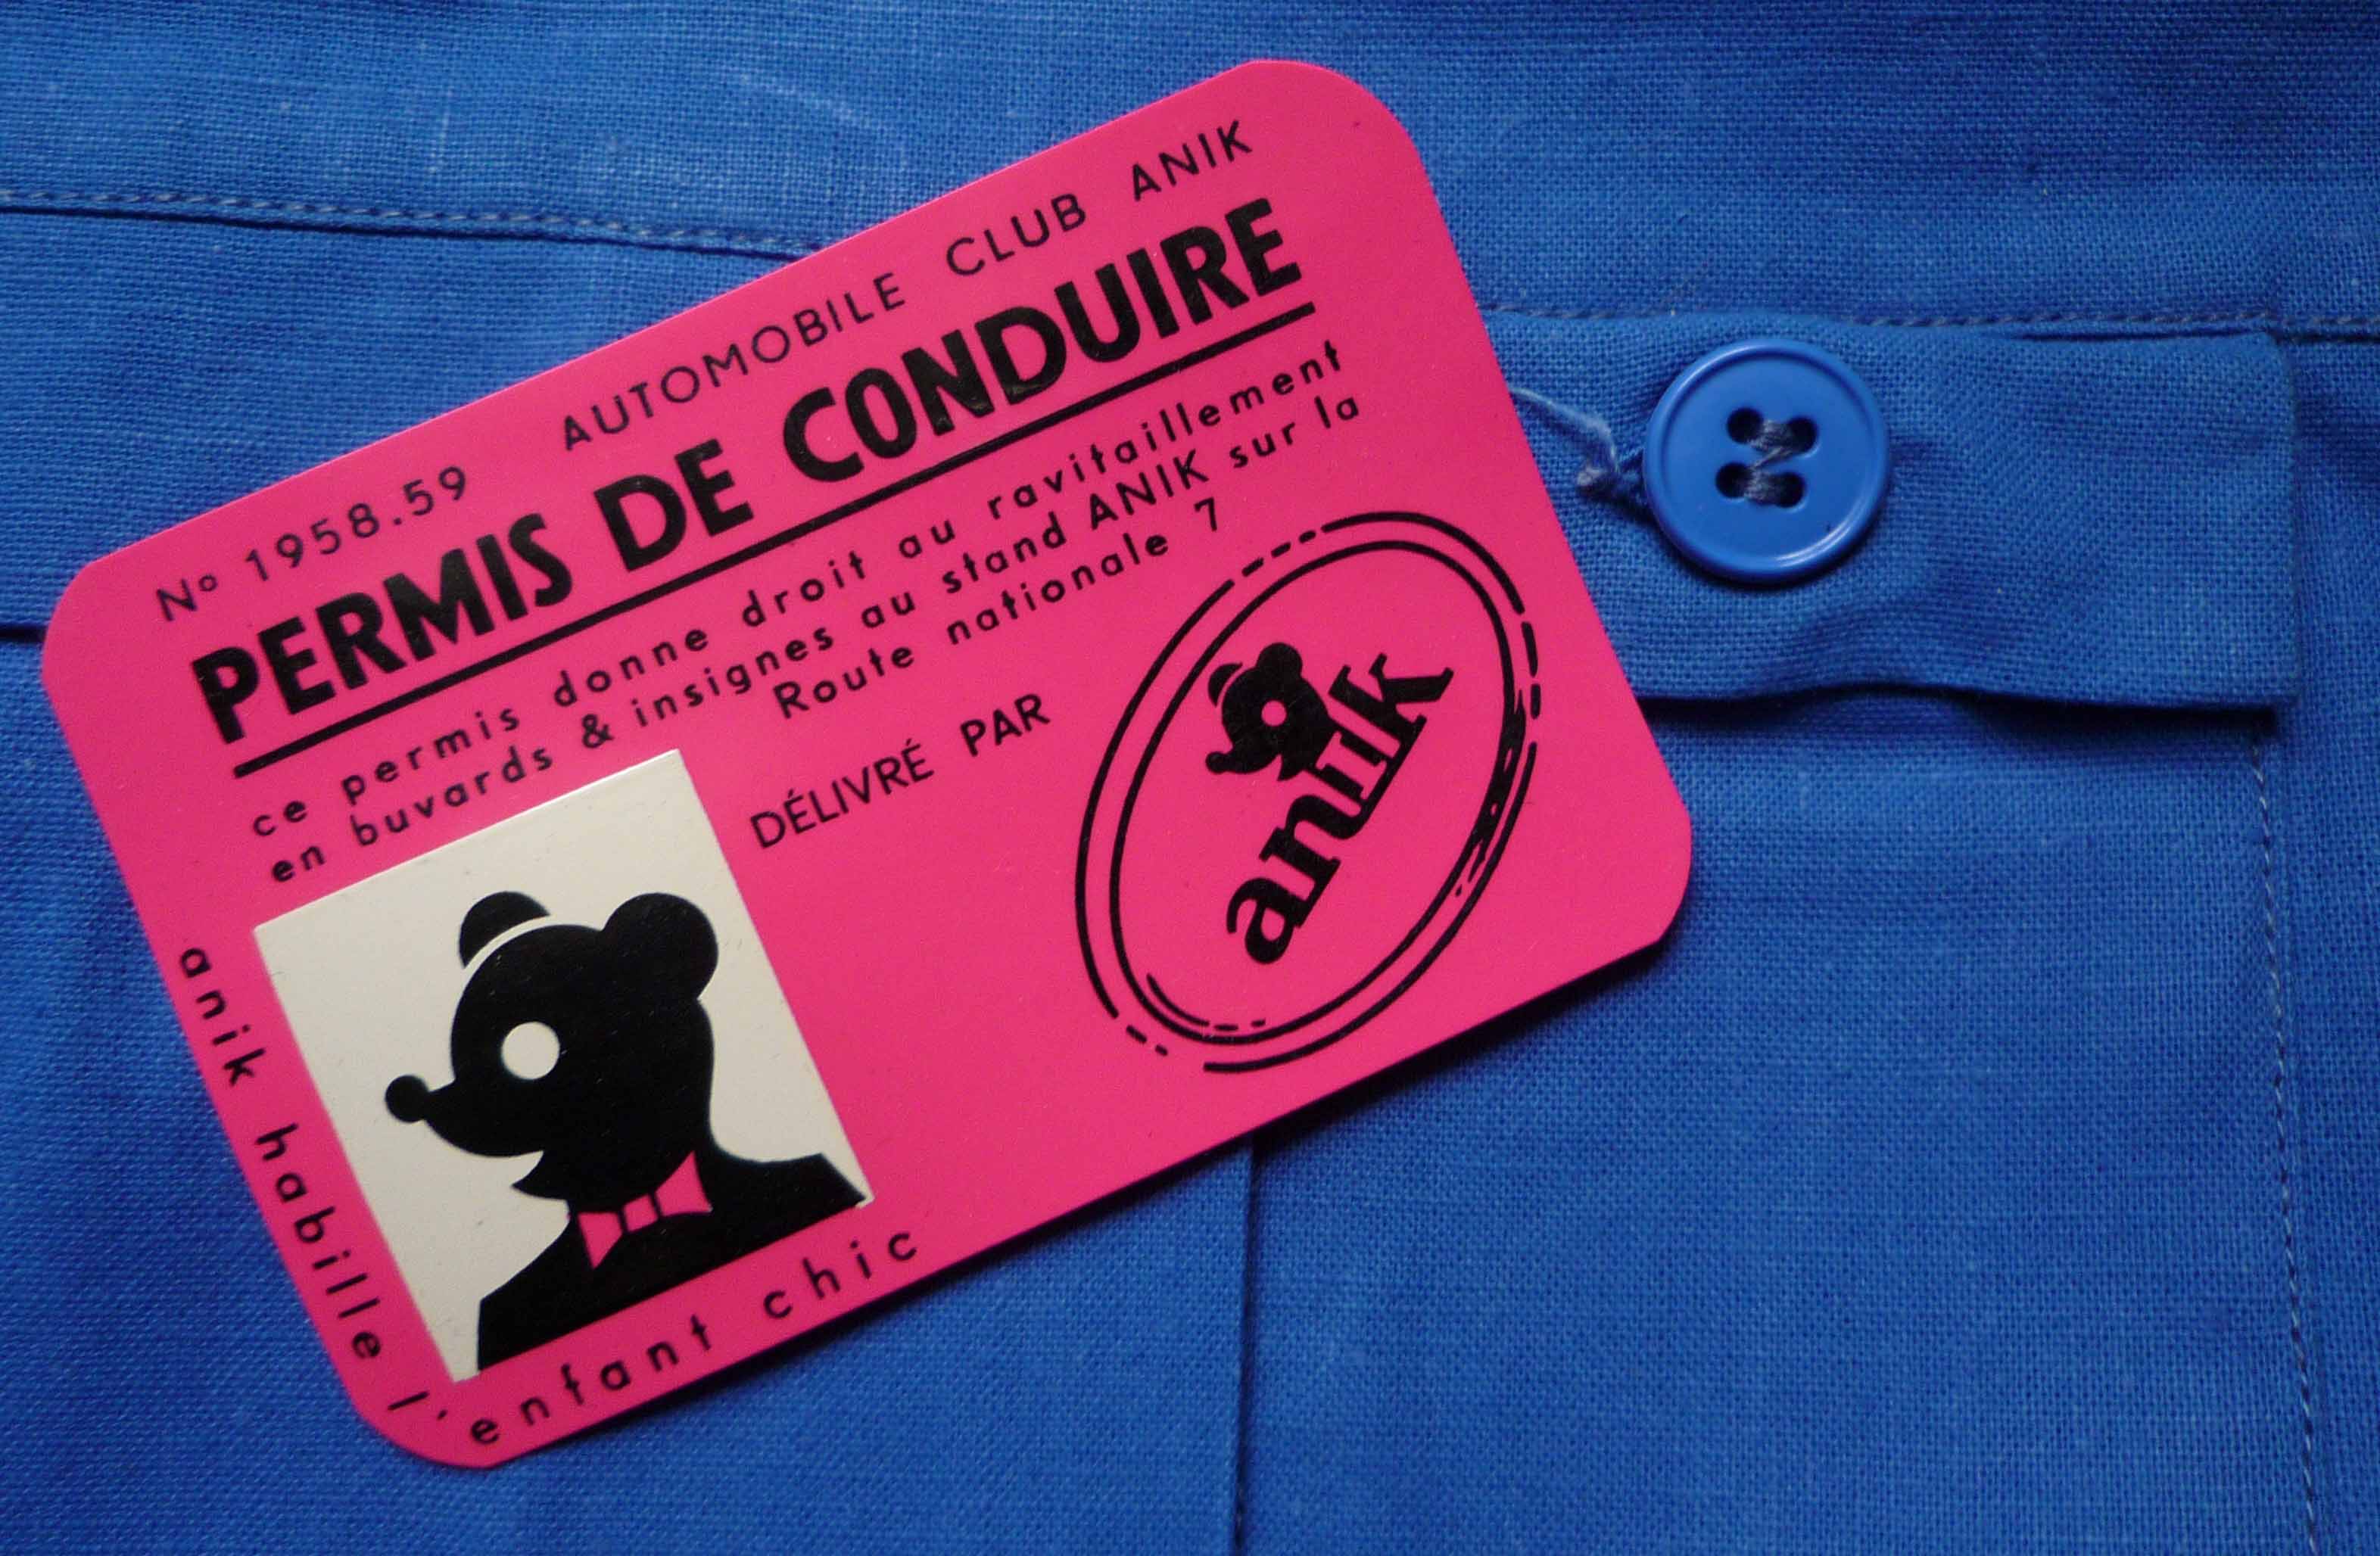 Nº 1958.59 AUTOMOBILE CLUB ANIK
PERMIS DE CONDUIRE
ce permis donne droit au ravitaillement
en buvards & insignes au stand ANIK sur la
Route nationale 7
DÉLIVRÉ PAR
anik
anik habille
l'enfant chic